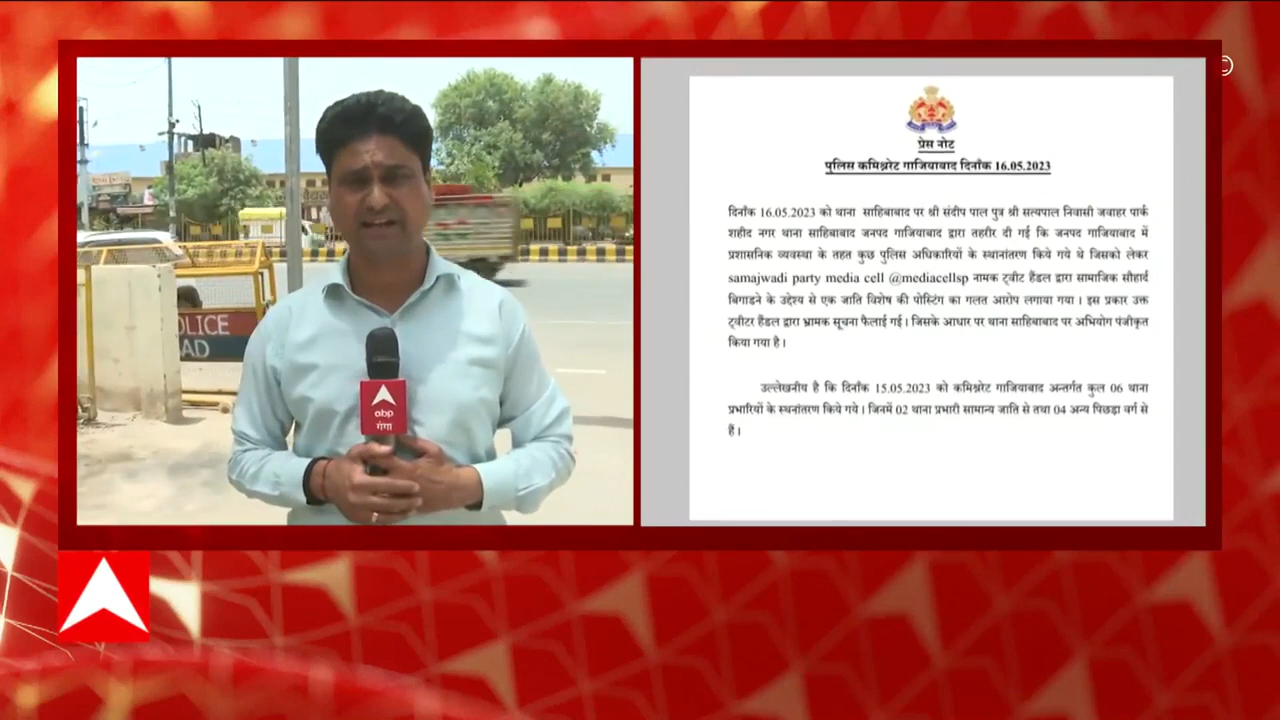 प्रेस नोट
पुलिस कमिश्नरेट गाजियाबाद दिनाँक 16.05.2023
दिनाँक 16.05.2023 को थाना साहिबाबाद पर श्री संदीप पाल पुत्र श्री सत्यपाल निवासी जवाहर पार्क
शहीद नगर थाना साहिबाबाद जनपद गाजियाबाद द्वारा तहरीर दी गई कि जनपद गाजियाबाद में
प्रशासनिक व्यवस्था के तहत कुछ पुलिस अधिकारियों के स्थानांतरण किये गये थे जिसको लेकर
samajwadi party media cell @mediacellsp नामक ट्वीट हैंडल द्वारा सामाजिक सौहार्द
बिगाडने के उद्देश्य से एक जाति विशेष की पोस्टिंग का गलत आरोप लगाया गया । इस प्रकार उक्त
ट्वीटर हैंडल द्वारा भ्रामक सूचना फैलाई गई । जिसके आधार पर थाना साहिबाबाद पर अभियोग पंजीकृत
किया गया है ।
उल्लेखनीय है कि दिनाँक 15.05.2023 को कमिश्नरेट गाजियाबाद अन्तर्गत कुल 06 थाना
प्रभारियों के स्थनांतरण किये गये । जिनमें 02 थाना प्रभारी सामान्य जाति से तथा 04 अन्य पिछड़ा वर्ग से
हैं ।
OLICE
AD
abp
गंगा